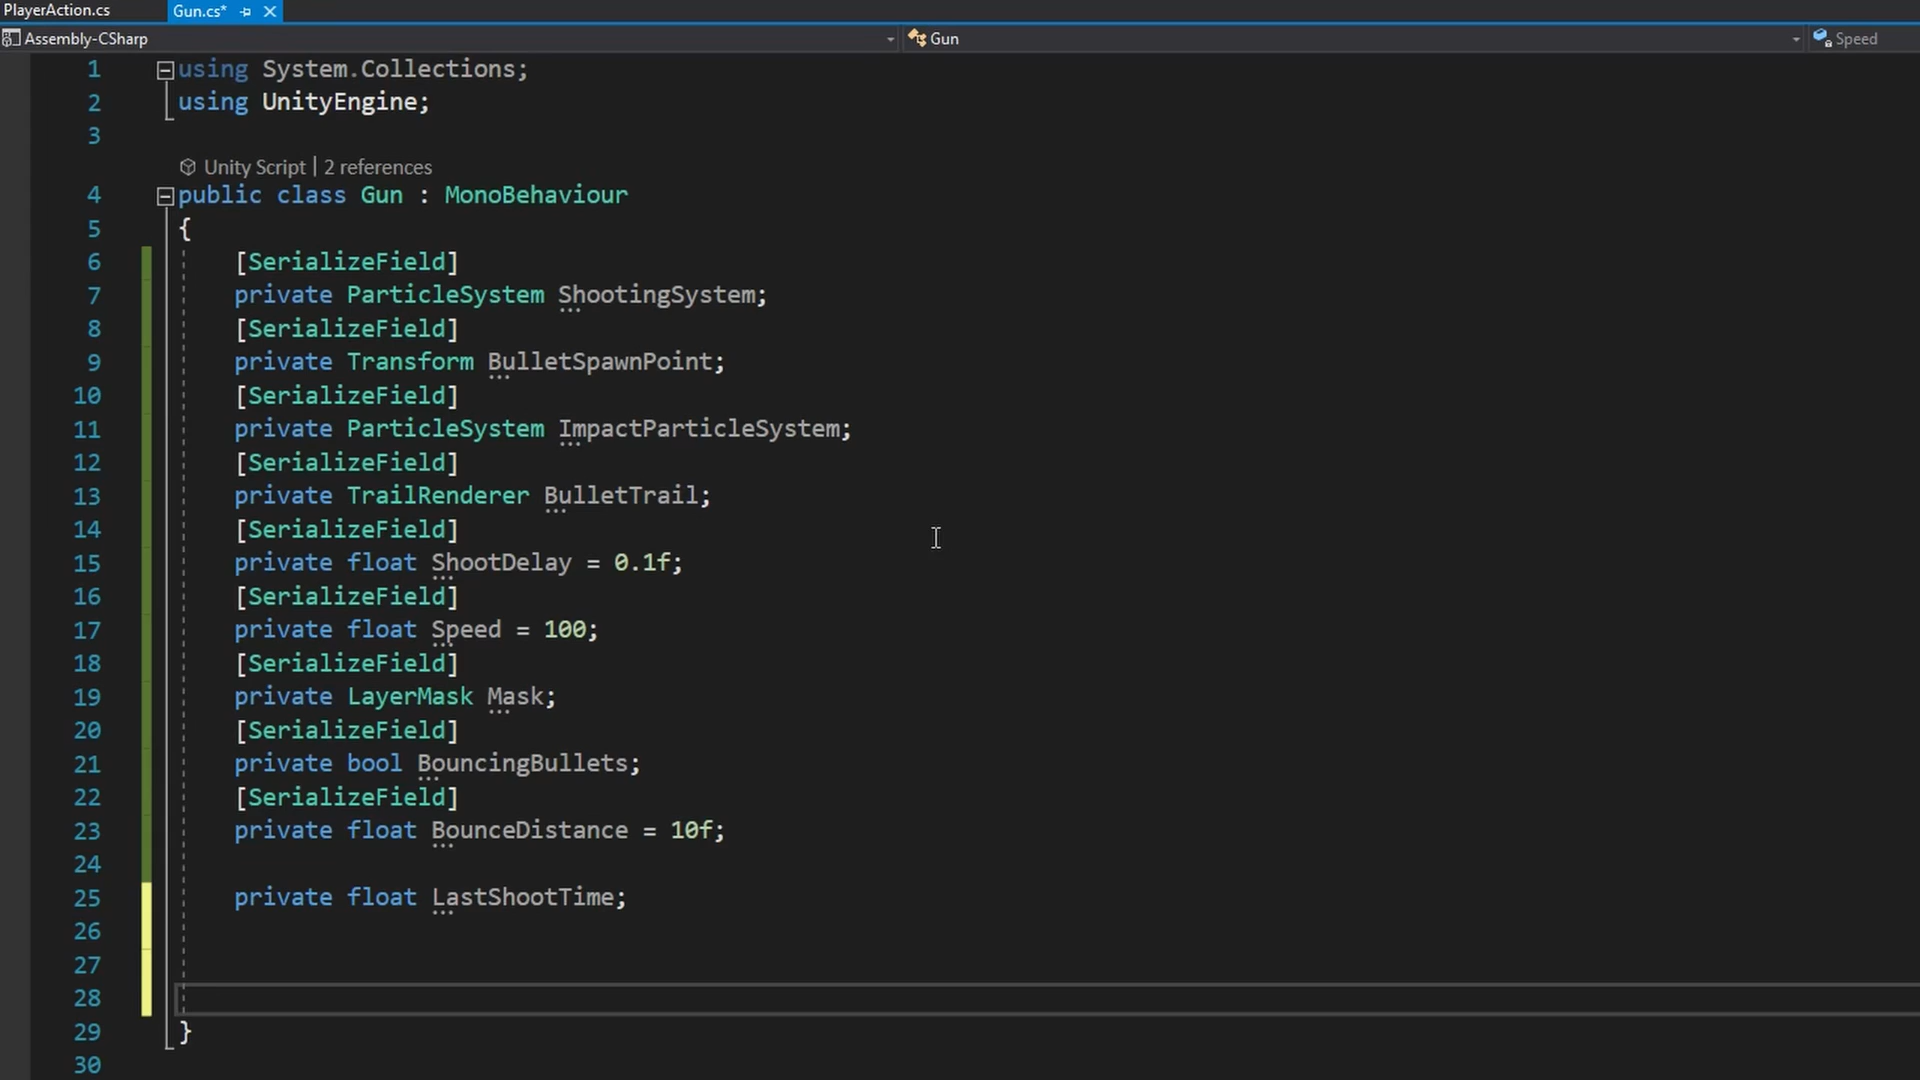 PlayerAction.cs Gun.cs*
Assembly-CSharp Gun Speed
1 using System.Collections;
2 using UnityEngine;
3
Unity Script | 2 references
4 public class Gun : MonoBehaviour
5 {
6 [SerializeField]
7 private ParticleSystem ShootingSystem;
8 [SerializeField]
9 private Transform BulletSpawnPoint;
10 [SerializeField]
11 private ParticleSystem ImpactParticleSystem;
12 [SerializeField]
13 private TrailRenderer BulletTrail;
14 [SerializeField]
15 private float ShootDelay = 0.1f;
16 [SerializeField]
17 private float Speed = 100;
18 [SerializeField]
19 private LayerMask Mask;
20 [SerializeField]
21 private bool BouncingBullets;
22 [SerializeField]
23 private float BounceDistance = 10f;
24
25 private float LastShootTime;
26
27
28
29 }
30